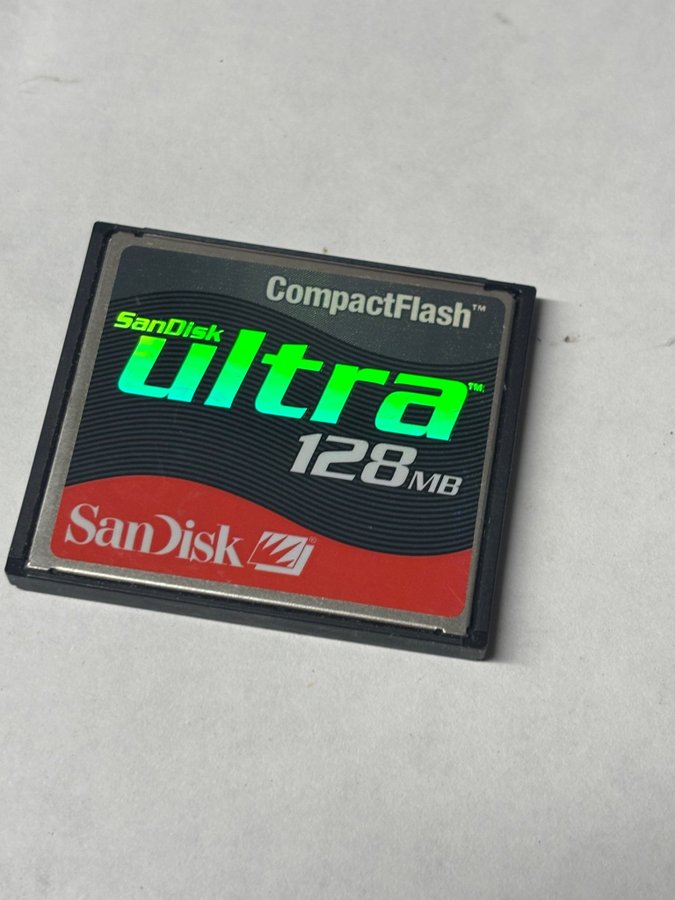 CompactFlash™
SanDisk
ultra™
128MB
SanDisk®